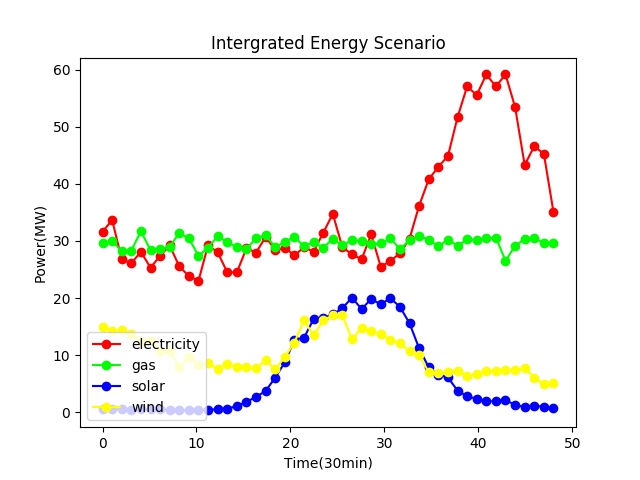 Intergrated Energy Scenario
60
50
40
30
20
10
0
Power(MW)
electricity
gas
solar
wind
0 10 20 30 40 50
Time(30min)